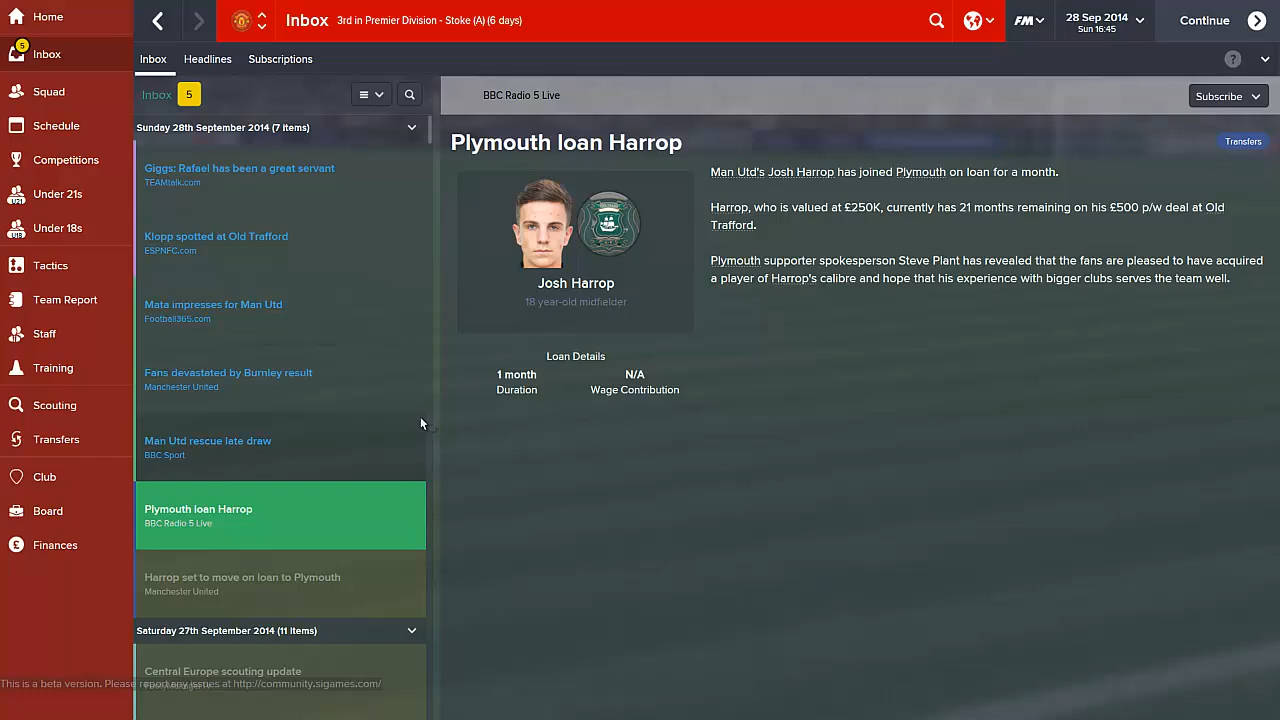 Home
Inbox
3rd in Premier Division - Stoke (A) (6 days)
FM
28 Sep 2014
Sun 16:45
Continue
5
Inbox
Squad
Schedule
Competitions
Under 21s
U21
Under 18s
U18
Tactics
Team Report
Staff
Training
Scouting
Transfers
Club
Board
Finances
Inbox
Headlines
Subscriptions
?
Inbox
5
Sunday 28th September 2014 (7 items)
Giggs: Rafael has been a great servant
TEAMtalk.com
Klopp spotted at Old Trafford
ESPNFC.com
Mata impresses for Man Utd
Football365.com
Fans devastated by Burnley result
Manchester United
Man Utd rescue late draw
BBC Sport
Plymouth loan Harrop
BBC Radio 5 Live
Harrop set to move on loan to Plymouth
Manchester United
Saturday 27th September 2014 (11 items)
Central Europe scouting update
This is a beta version. Please report any issues at http://community.sigames.com/
BBC Radio 5 Live
Subscribe
Plymouth loan Harrop
Transfers
Josh Harrop
18 year-old midfielder
Loan Details
1 month
N/A
Duration
Wage Contribution
Man Utd's Josh Harrop has joined Plymouth on loan for a month.
Harrop, who is valued at £250K, currently has 21 months remaining on his £500 p/w deal at Old
Trafford.
Plymouth supporter spokesperson Steve Plant has revealed that the fans are pleased to have acquired
a player of Harrop's calibre and hope that his experience with bigger clubs serves the team well.